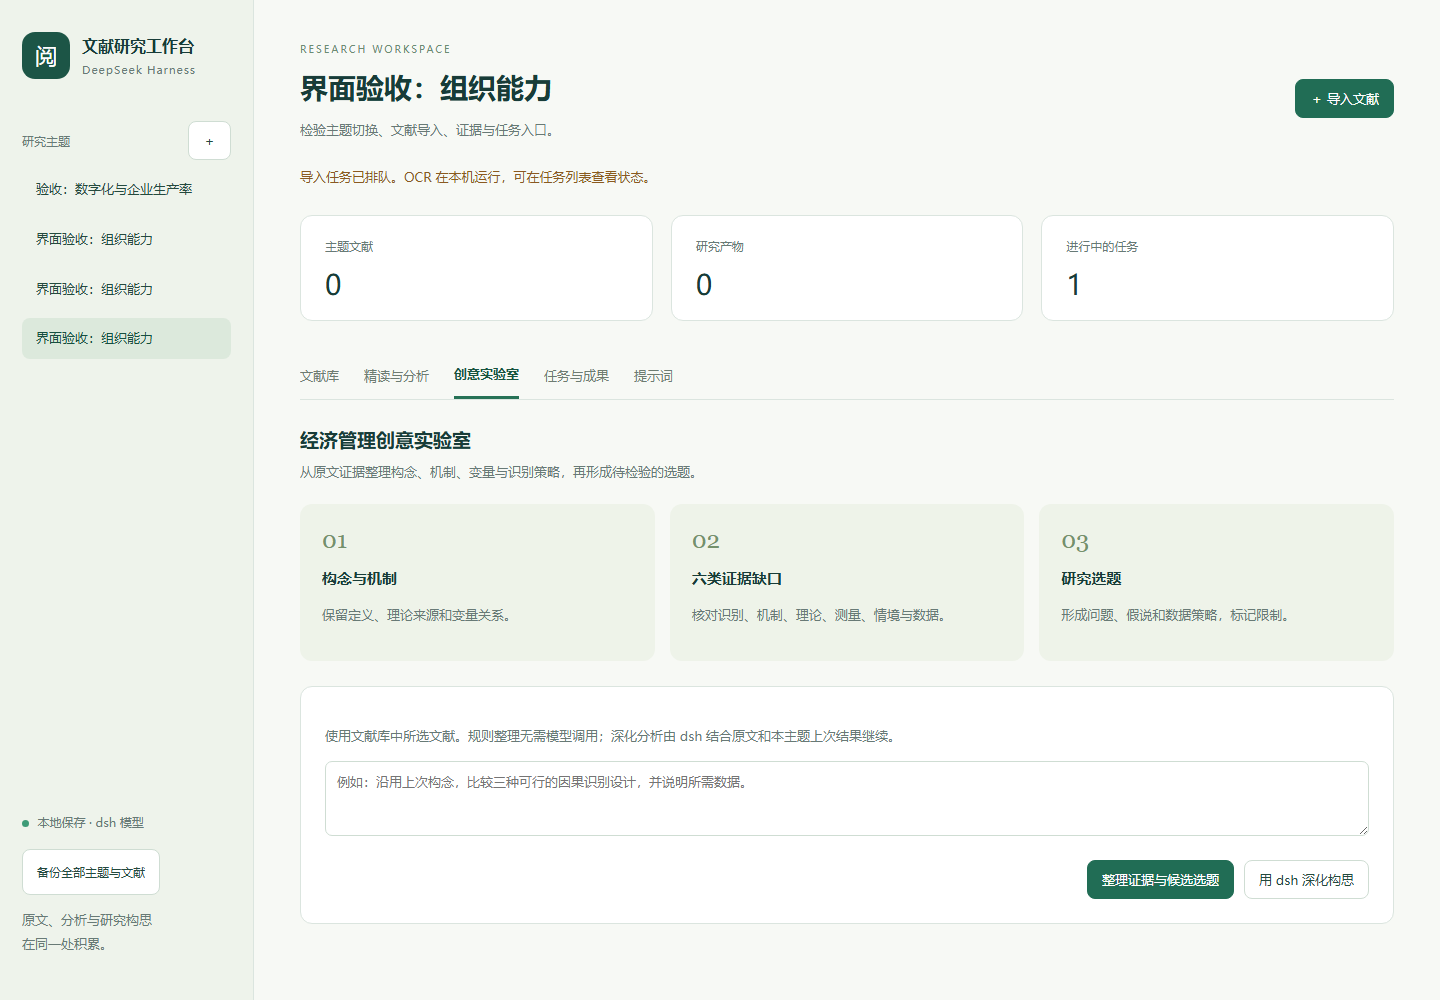 阅
文献研究工作台
DeepSeek Harness
研究主题
+
验收：数字化与企业生产率
界面验收：组织能力
界面验收：组织能力
界面验收：组织能力
本地保存 · dsh 模型
备份全部主题与文献
原文、分析与研究构思
在同一处积累。
RESEARCH WORKSPACE
界面验收：组织能力
检验主题切换、文献导入、证据与任务入口。
+ 导入文献
导入任务已排队。OCR 在本机运行，可在任务列表查看状态。
主题文献
0
研究产物
0
进行中的任务
1
文献库 精读与分析 创意实验室 任务与成果 提示词
经济管理创意实验室
从原文证据整理构念、机制、变量与识别策略，再形成待检验的选题。
01
构念与机制
保留定义、理论来源和变量关系。
02
六类证据缺口
核对识别、机制、理论、测量、情境与数据。
03
研究选题
形成问题、假说和数据策略，标记限制。
使用文献库中所选文献。规则整理无需模型调用；深化分析由 dsh 结合原文和本主题上次结果继续。
例如：沿用上次构念，比较三种可行的因果识别设计，并说明所需数据。
整理证据与候选选题
用 dsh 深化构思